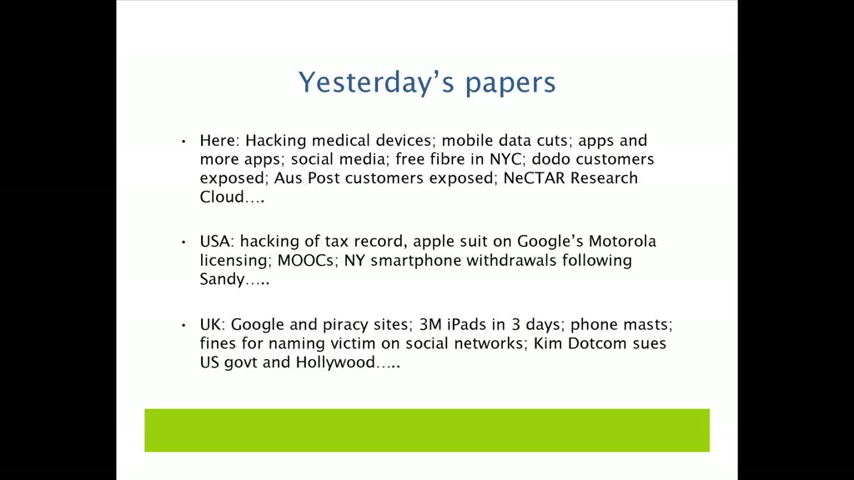 Yesterday's papers
• Here: Hacking medical devices; mobile data cuts; apps and
more apps; social media; free fibre in NYC; dodo customers
exposed; Aus Post customers exposed; NeCTAR Research
Cloud....
• USA: hacking of tax record, apple suit on Google's Motorola
licensing; MOOCs; NY smartphone withdrawals following
Sandy.....
• UK: Google and piracy sites; 3M iPads in 3 days; phone masts;
fines for naming victim on social networks; Kim Dotcom sues
US govt and Hollywood.....